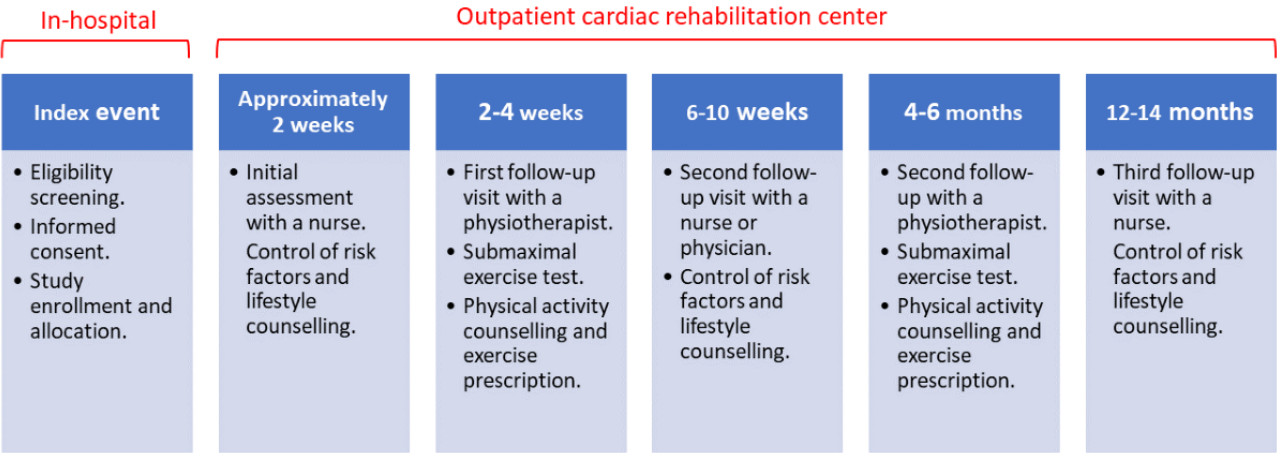 In-hospital
Outpatient cardiac rehabilitation center
Index event
• Eligibility
screening.
• Informed
consent.
• Study
enrollment and
allocation.
Approximately
2 weeks
• Initial
assessment
with a nurse.
Control of risk
factors and
lifestyle
counselling.
2-4 weeks
• First follow-up
visit with a
physiotherapist.
• Submaximal
exercise test.
• Physical activity
counselling and
exercise
prescription.
6-10 weeks
• Second follow-
up visit with a
nurse or
physician.
• Control of risk
factors and
lifestyle
counselling.
4-6 months
• Second follow-
up with a
physiotherapist.
• Submaximal
exercise test.
• Physical activity
counselling and
exercise
prescription.
12-14 months
• Third follow-up
visit with a
nurse.
Control of risk
factors and
lifestyle
counselling.